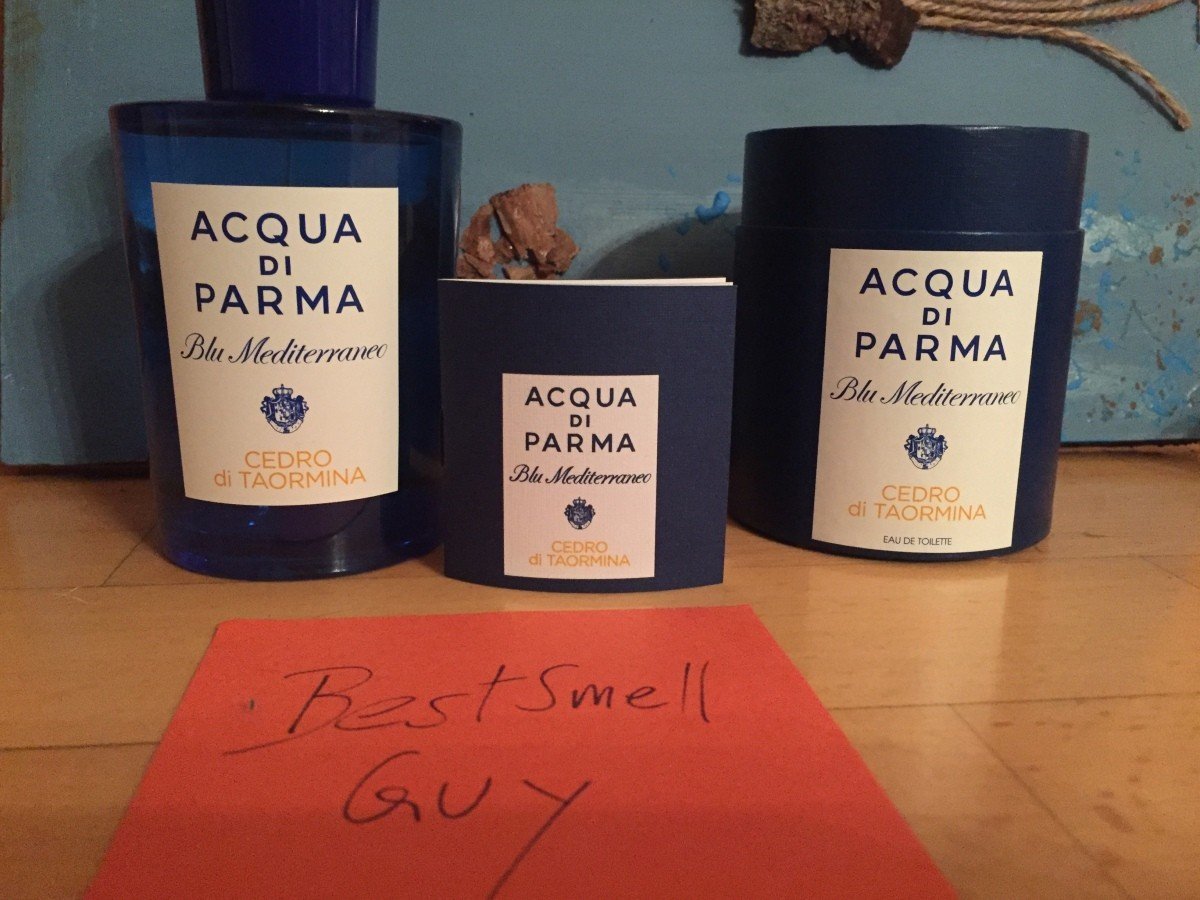 ACQUA
DI
PARMA
Blu Mediterraneo
CEDRO
di TAORMINA
ACQUA
DI
PARMA
Blu Mediterraneo
CEDRO
di TAORMINA
ACQUA
DI
PARMA
Blu Mediterraneo
CEDRO
di TAORMINA
EAU DE TOILETTE
BestSmell
Guy